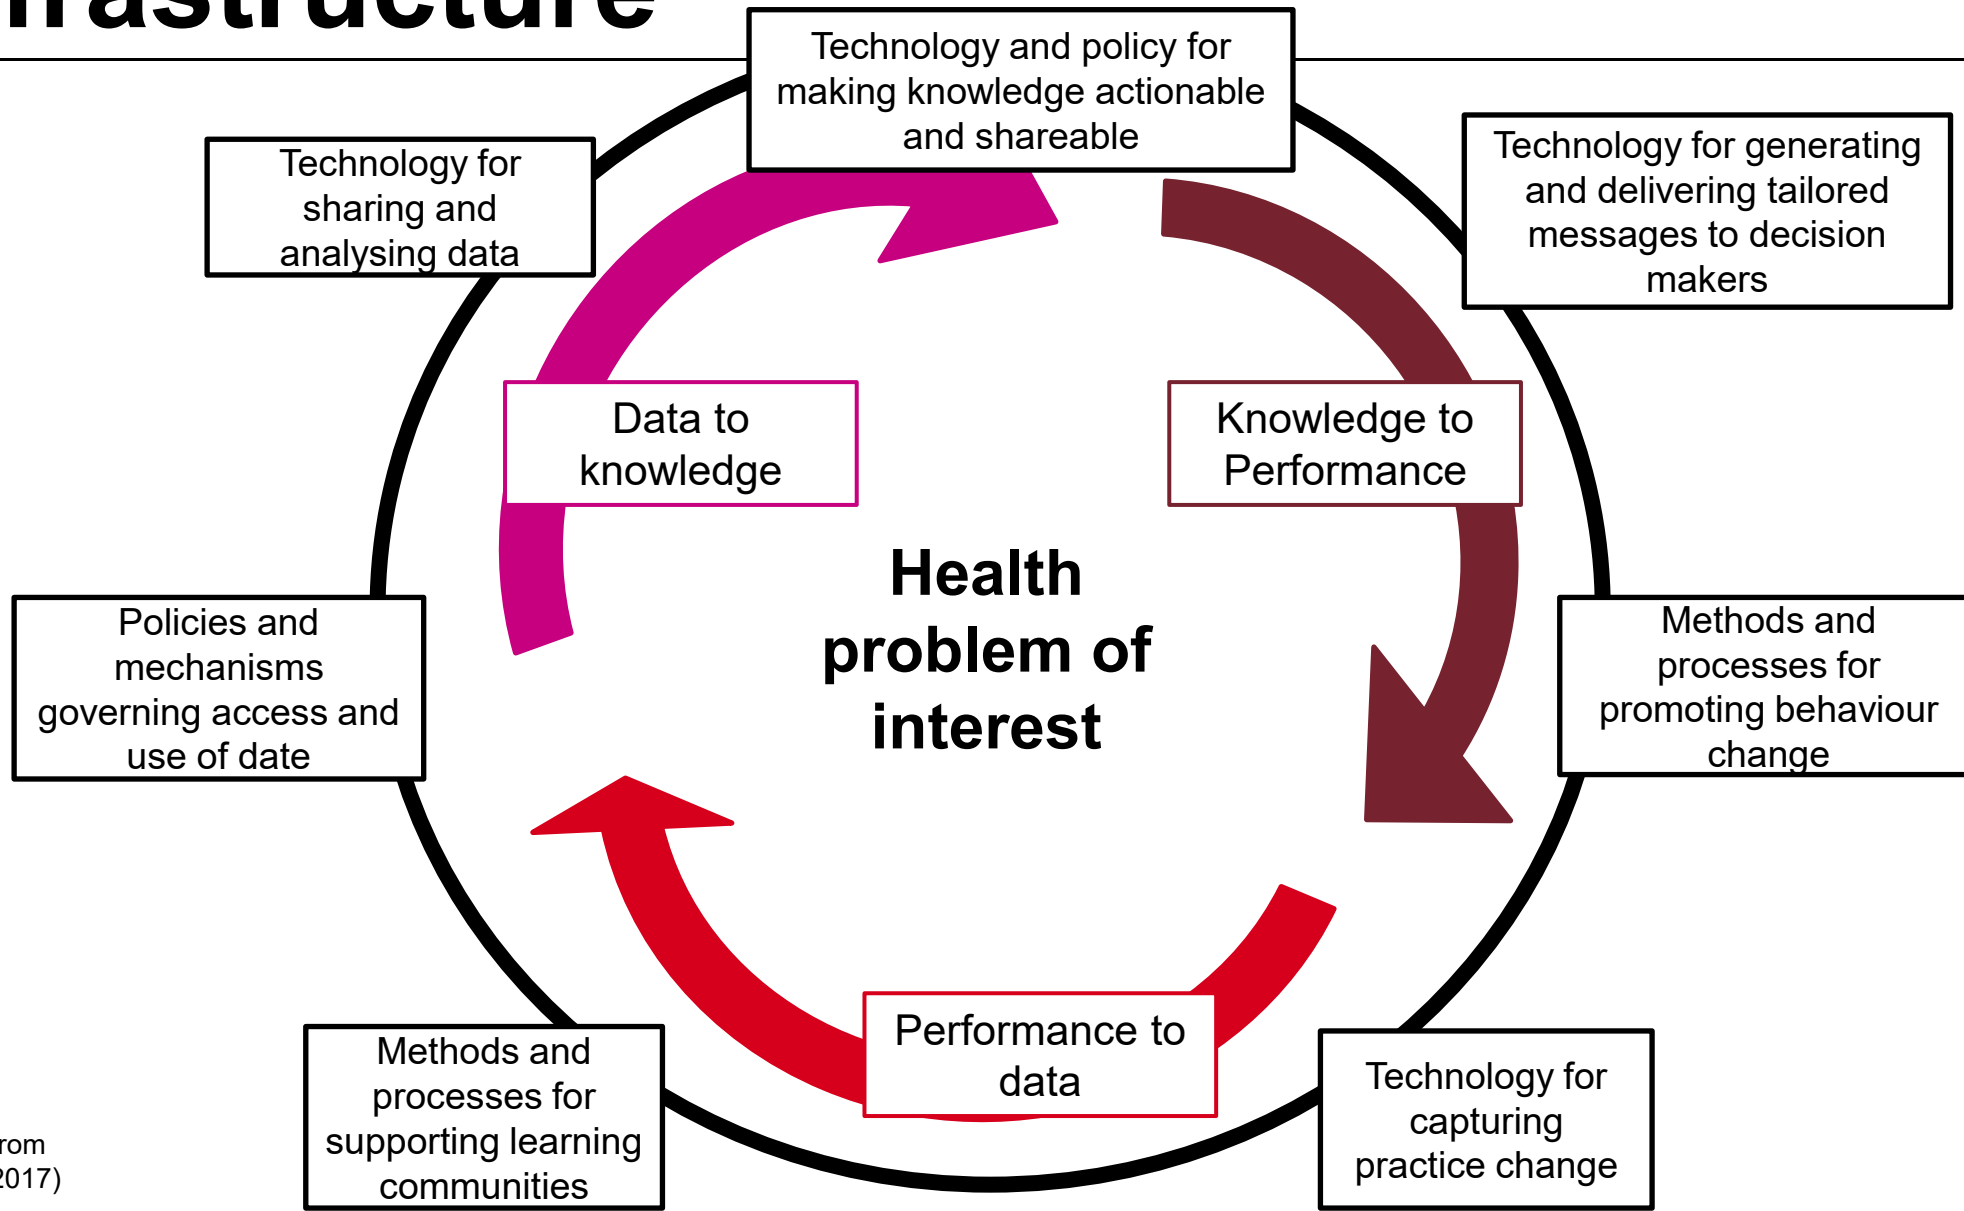 frastructure
Technology and policy for
making knowledge actionable
and shareable
Technology for
sharing and
analysing data
Technology for generating
and delivering tailored
messages to decision
makers
Data to
knowledge
Knowledge to
Performance
Health
problem of
interest
Policies and
mechanisms
governing access and
use of date
Methods and
processes for
promoting behaviour
change
Performance to
data
Methods and
processes for
supporting learning
communities
Technology for
capturing
practice change
rom
2017)